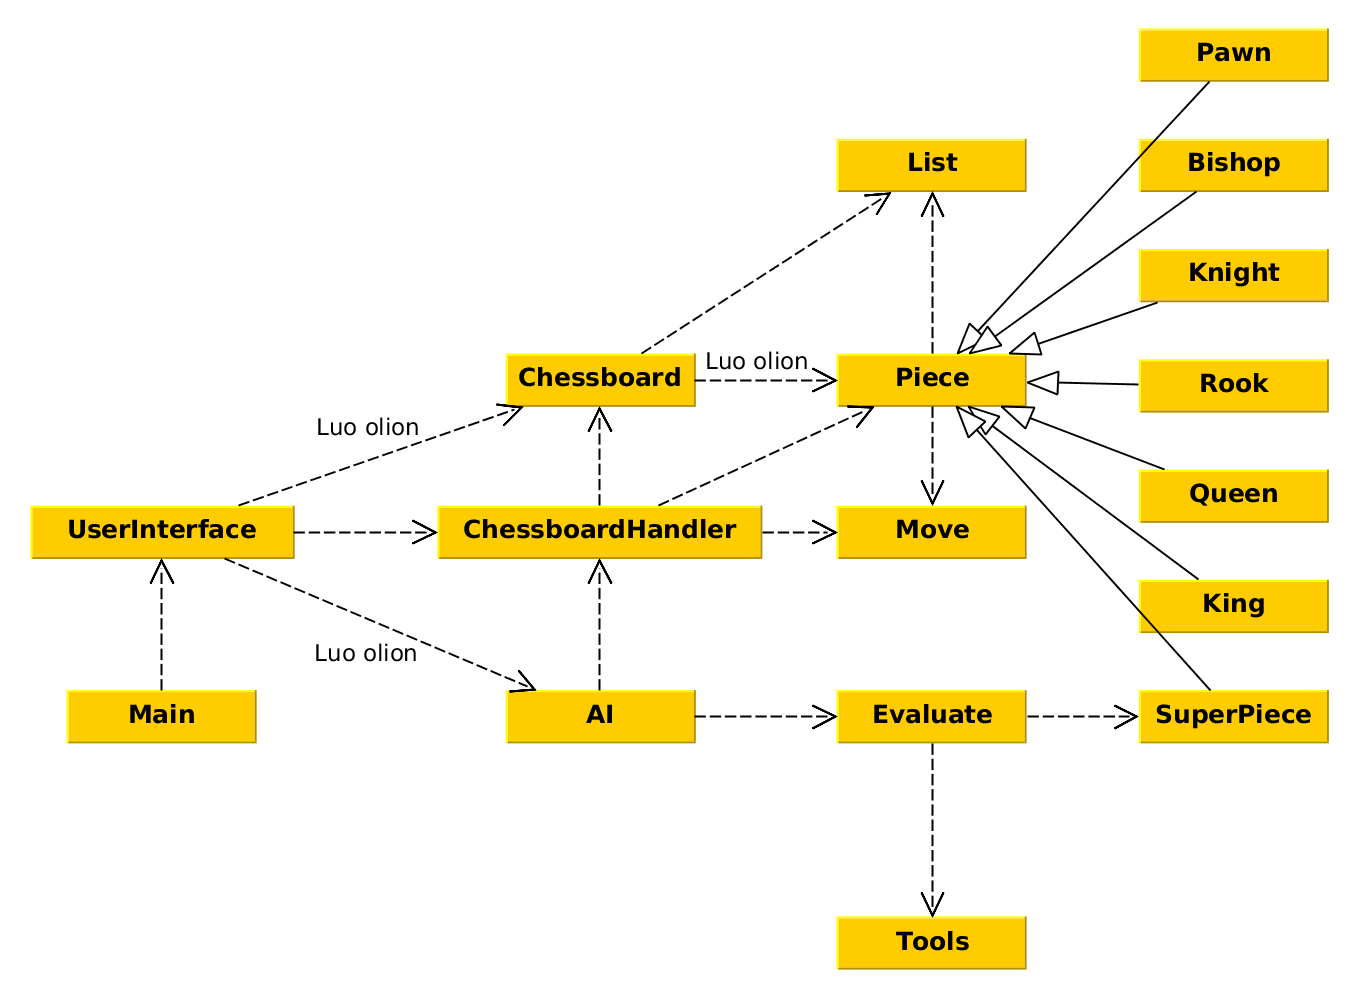 Pawn
List
Bishop
Knight
Chessboard
Luo olion
Piece
Rook
Luo olion
Queen
UserInterface
ChessboardHandler
Move
King
Luo olion
Main
AI
Evaluate
SuperPiece
Tools